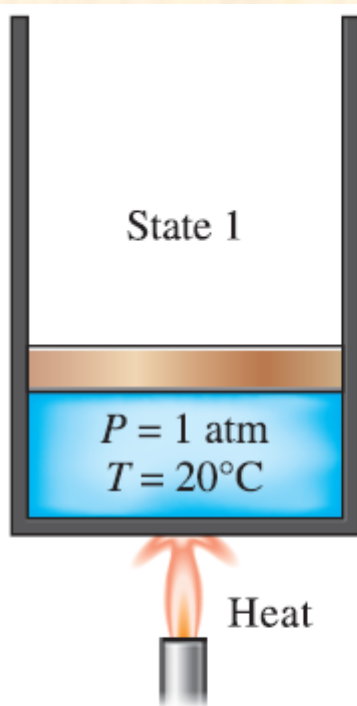 State 1
P = 1 atm
T = 20°C
Heat